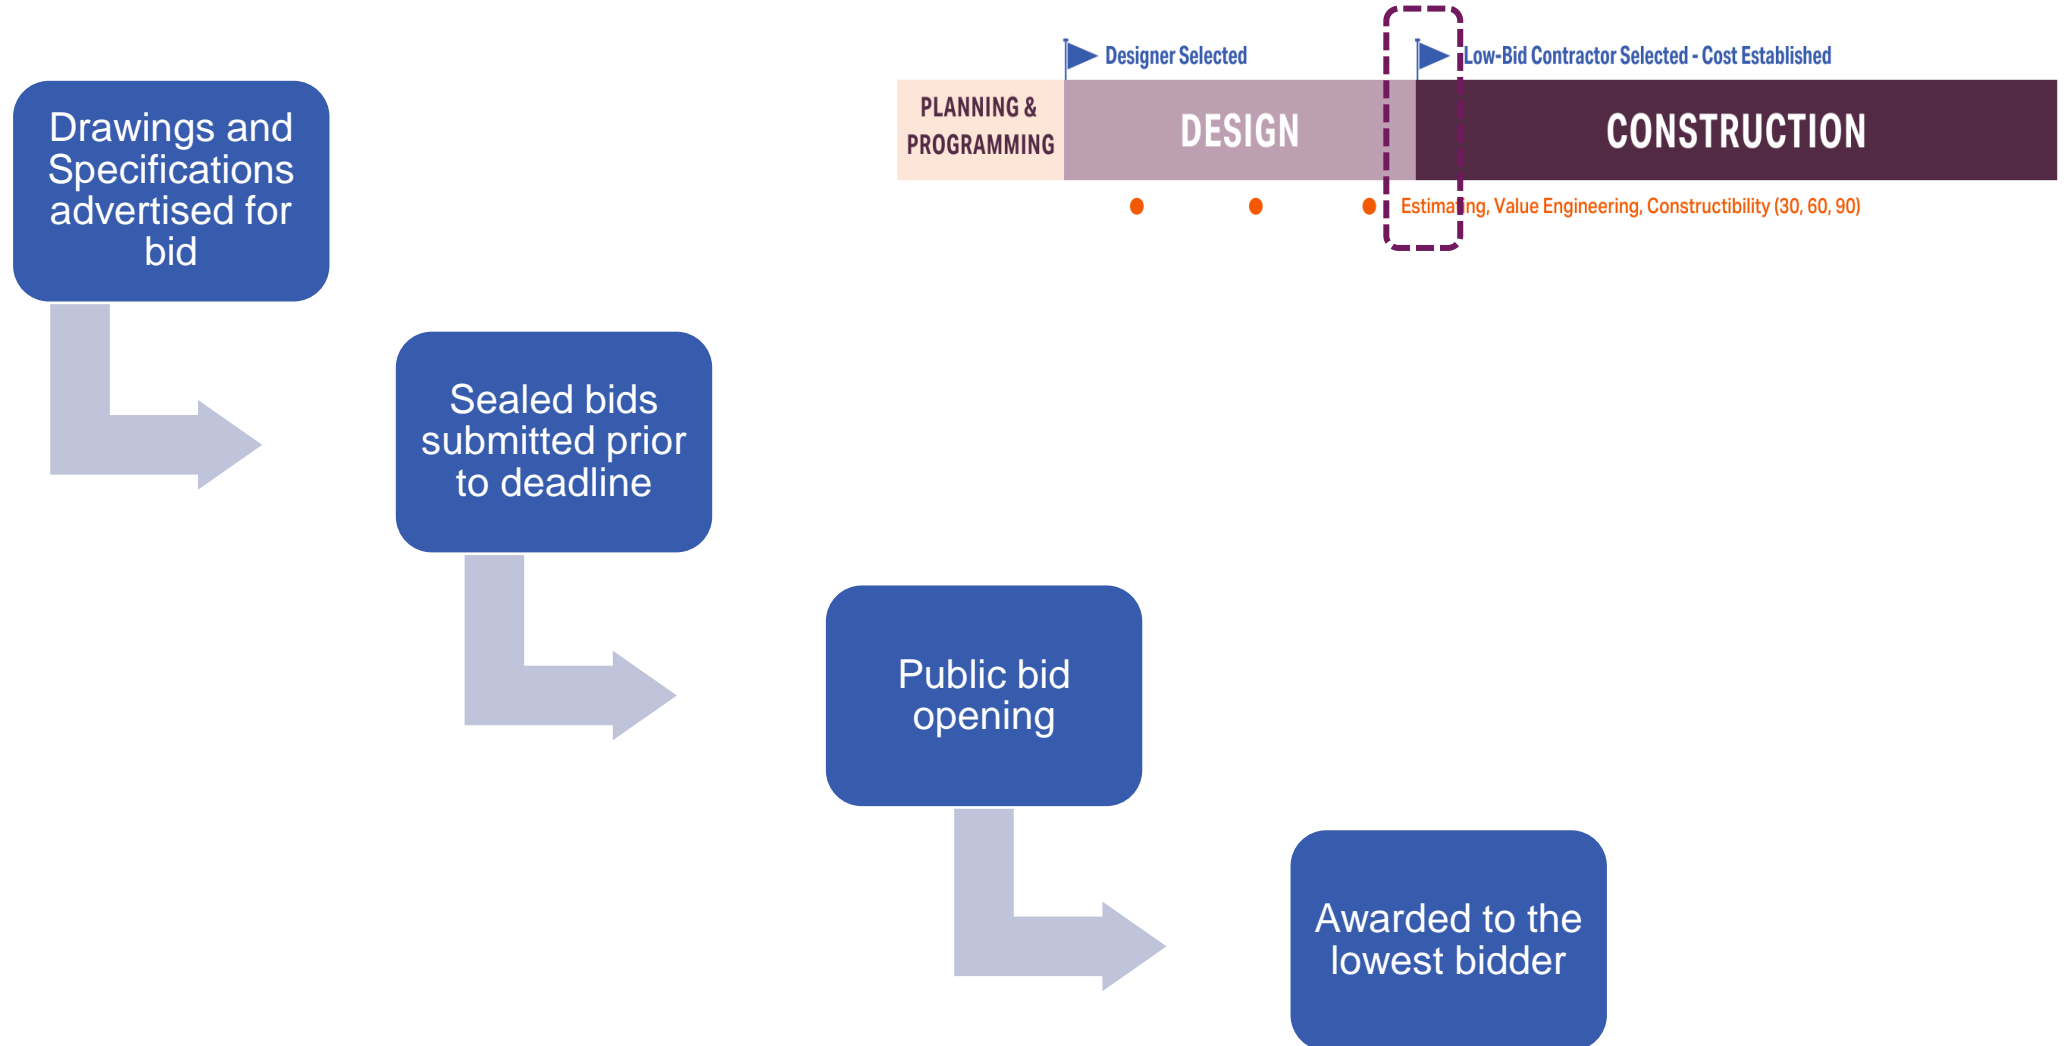 Designer Selected
Low-Bid Contractor Selected - Cost Established
PLANNING &
PROGRAMMING
DESIGN
CONSTRUCTION
Estimating, Value Engineering, Constructibility (30, 60, 90)
Drawings and
Specifications
advertised for
bid
Sealed bids
submitted prior
to deadline
Public bid
opening
Awarded to the
lowest bidder